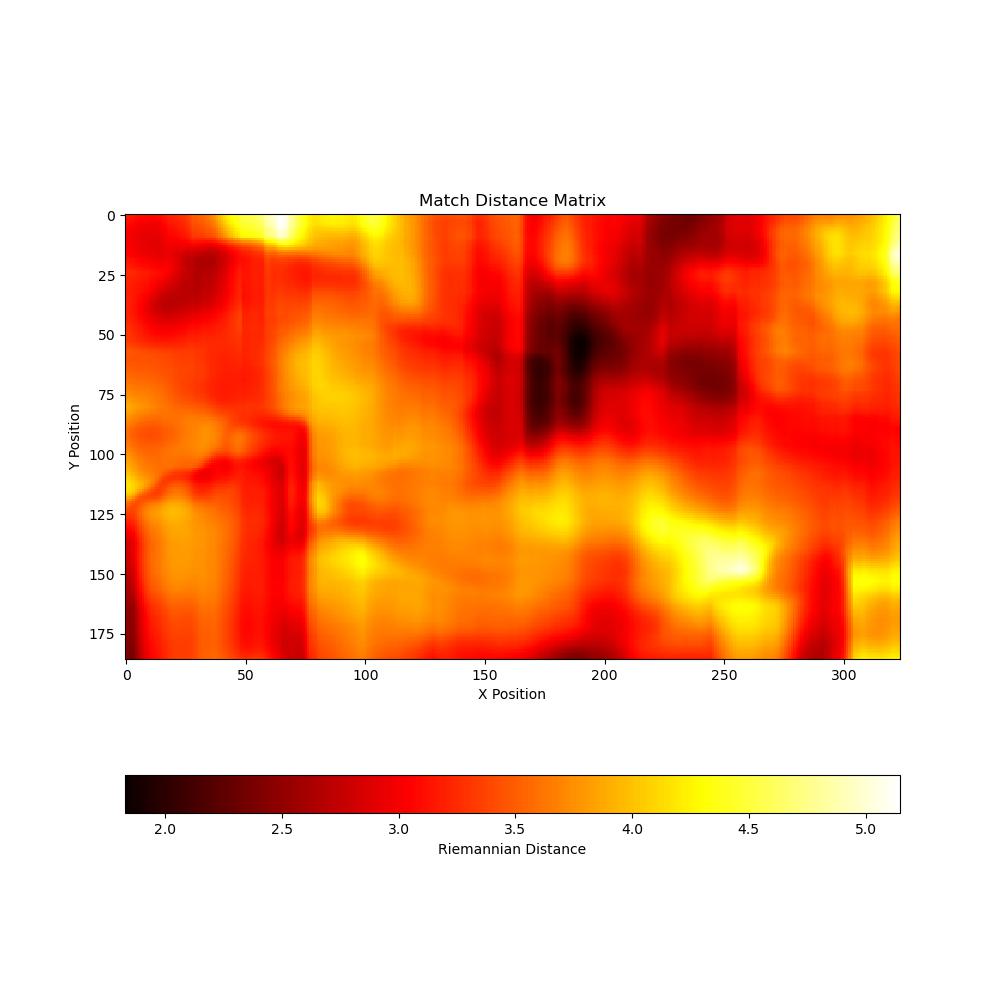 Match Distance Matrix
0
25
50
75
100
125
150
175
Y Position
0 50 100 150 200 250 300
X Position
2.0 2.5 3.0 3.5 4.0 4.5 5.0
Riemannian Distance